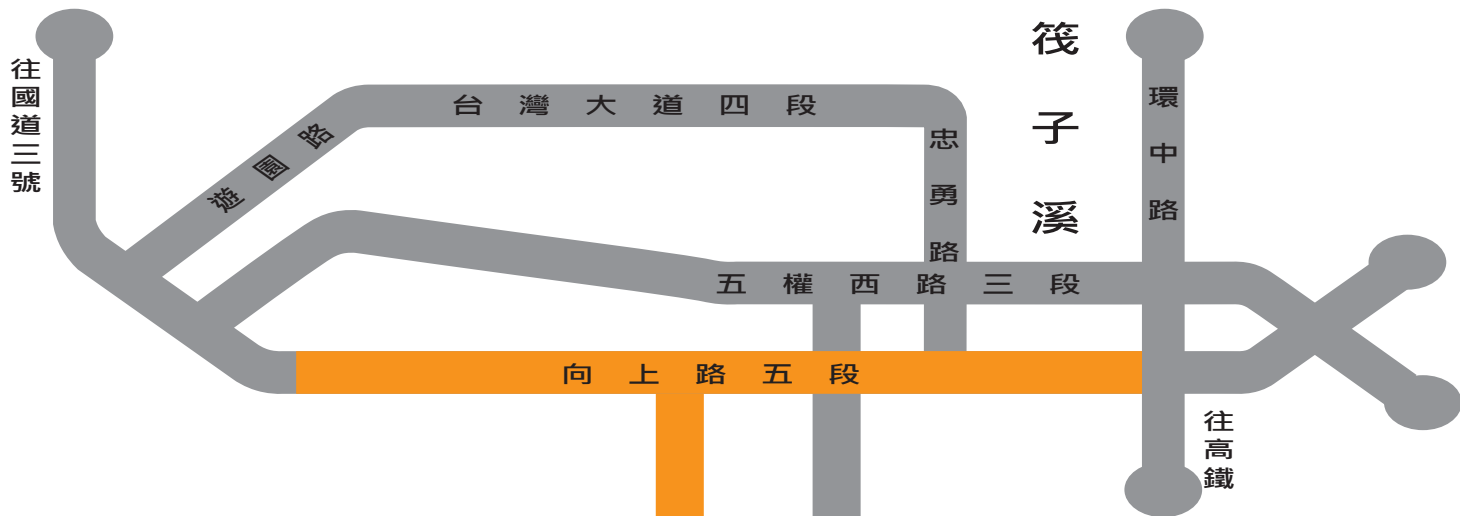 往國道三號
遊園路
台灣大道四段
忠勇路
筏子溪
環中路
五權西路三段
向上路五段
往高鐵